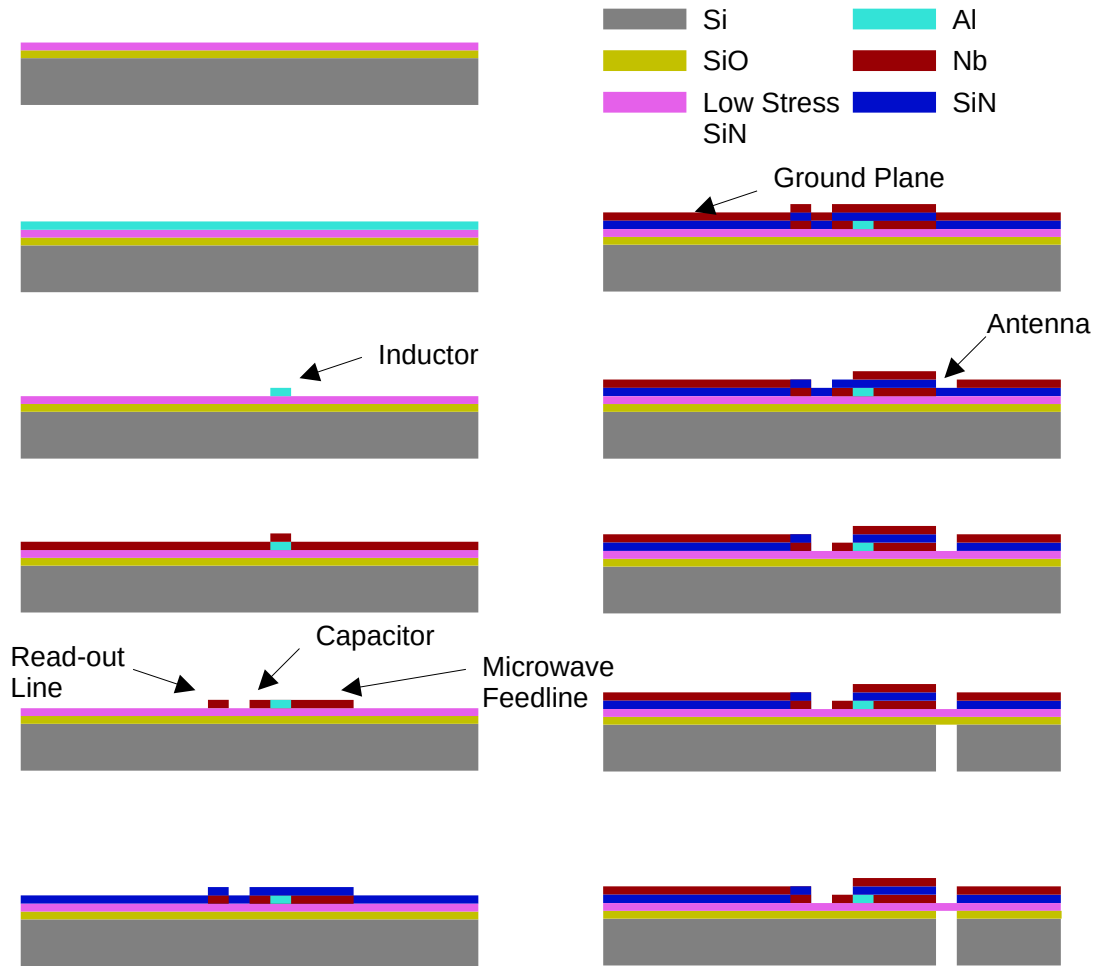 Si
Al
SiO
Nb
Low Stress
SiN
SiN
Ground Plane
Antenna
Inductor
Capacitor
Read-out
Line
Microwave
Feedline